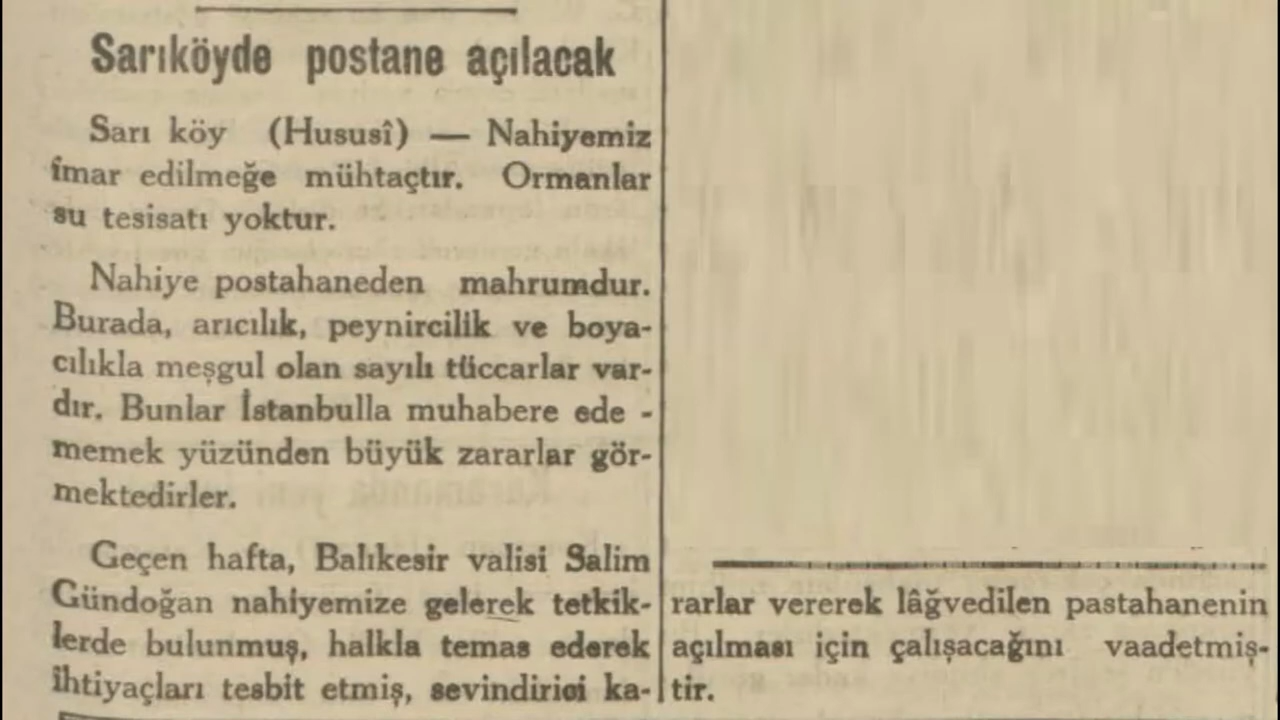 Sarıköyde postane açılacak
Sarı köy (Hususî) — Nahiyemiz
îmar edilmeğe mühtaçtır. Ormanlar
su tesisatı yoktur.
Nahiye postahaneden mahrumdur.
Burada, arıcılık, peynircilik ve boya-
cılıkla meşgul olan sayılı tüccarlar var-
dır. Bunlar İstanbulla muhabere ede -
memek yüzünden büyük zararlar gör-
mektedirler.
Geçen hafta, Balıkesir valisi Salim
Gündoğan nahiyemize gelerek tetkik-
lerde bulunmuş, halkla temas ederek
ihtiyaçları tesbit etmiş, sevindirici ka-
rarlar vererek lâğvedilen pastahanenin
açılması için çalışacağını vaadetmiş-
tir.